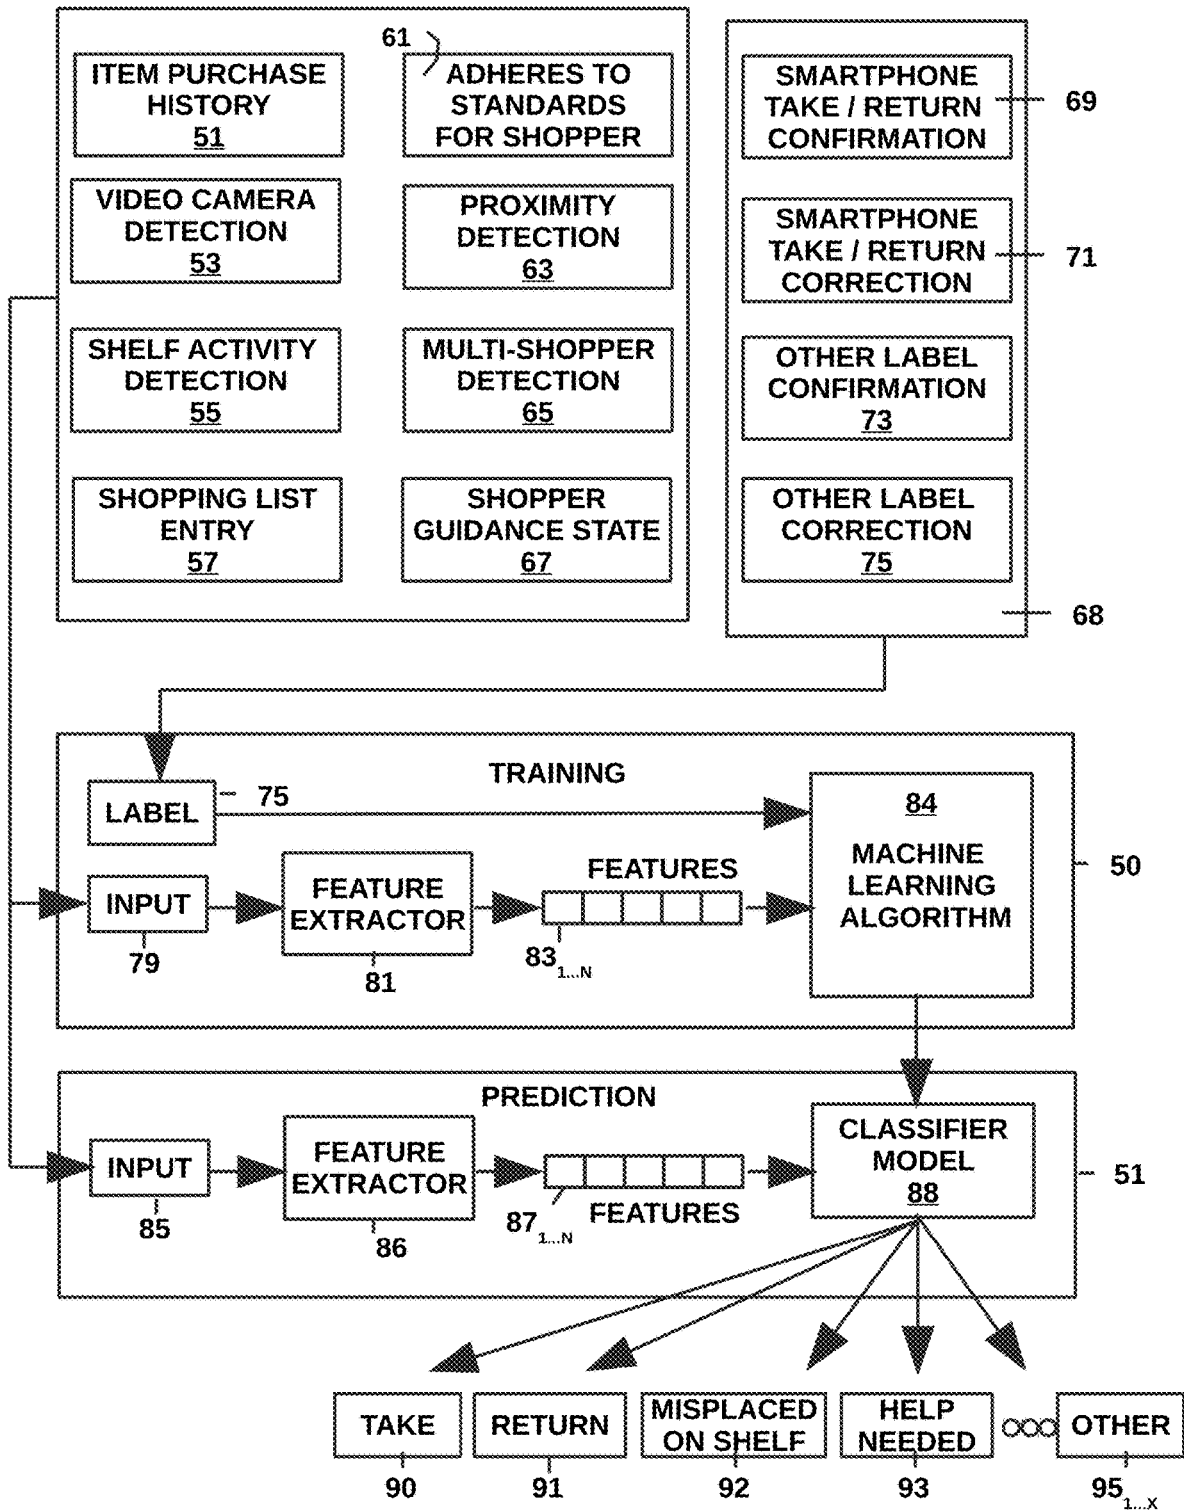 61
ITEM PURCHASE
HISTORY
51
ADHERES TO
STANDARDS
FOR SHOPPER
SMARTPHONE
TAKE / RETURN
CONFIRMATION
69
VIDEO CAMERA
DETECTION
53
PROXIMITY
DETECTION
63
SMARTPHONE
TAKE / RETURN
CORRECTION
71
SHELF ACTIVITY
DETECTION
55
MULTI-SHOPPER
DETECTION
65
OTHER LABEL
CONFIRMATION
73
SHOPPING LIST
ENTRY
57
SHOPPER
GUIDANCE STATE
67
OTHER LABEL
CORRECTION
75
68
TRAINING
LABEL
75
84
MACHINE
LEARNING
ALGORITHM
50
INPUT
79
FEATURE
EXTRACTOR
81
FEATURES
83 1...N
PREDICTION
INPUT
85
FEATURE
EXTRACTOR
86
87 1...N
FEATURES
CLASSIFIER
MODEL
88
51
TAKE
RETURN
MISPLACED
ON SHELF
HELP
NEEDED
OTHER
90
91
92
93
95 1...X